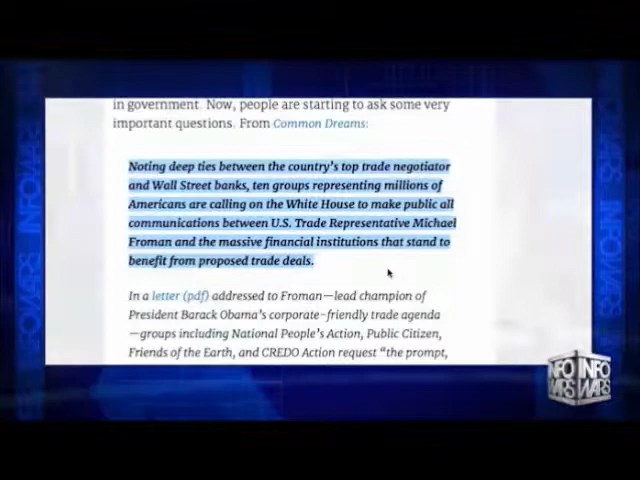 in government. Now, people are starting to ask some very
important questions. From Common Dreams:
Noting deep ties between the country's top trade negotiator
and Wall Street banks, ten groups representing millions of
Americans are calling on the White House to make public all
communications between U.S. Trade Representative Michael
Froman and the massive financial institutions that stand to
benefit from proposed trade deals.
In a letter (pdf) addressed to Froman—lead champion of
President Barack Obama's corporate-friendly trade agenda
—groups including National People's Action, Public Citizen,
Friends of the Earth, and CREDO Action request “the prompt,
INFOWARS
INFOWARS
INFO INFO
WARS WARS